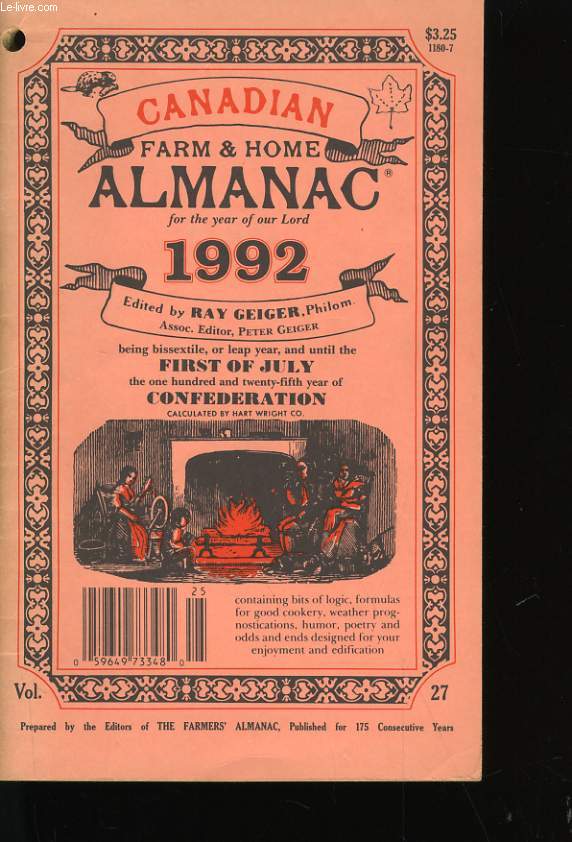 Le-livre.com
$3.25
1180-7
CANADIAN
FARM & HOME
ALMANAC®
for the year of our Lord
1992
Edited by RAY GEIGER, Philom.
Assoc. Editor, PETER GEIGER
being bissextile, or leap year, and until the
FIRST OF JULY
the one hundred and twenty-fifth year of
CONFEDERATION
CALCULATED BY HART WRIGHT CO.
25
0 59649 73348 0
containing bits of logic, formulas
for good cookery, weather prog-
nostications, humor, poetry and
odds and ends designed for your
enjoyment and edification
Vol. 27
Prepared by the Editors of THE FARMERS' ALMANAC, Published for 175 Consecutive Years